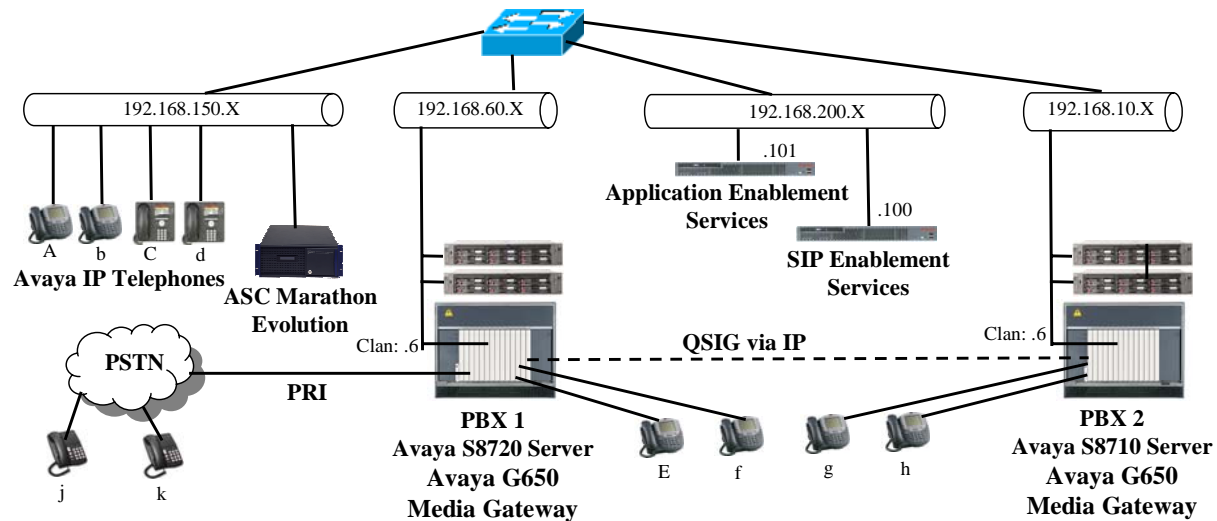 192.168.150.X
192.168.60.X
192.168.200.X
192.168.10.X
.101
Application Enablement
Services
.100
SIP Enablement
Services
A
b
C
d
Avaya IP Telephones
ASC Marathon
Evolution
Clan: .6
Clan: .6
QSIG via IP
PSTN
PRI
j
k
E
f
g
h
PBX 1
Avaya S8720 Server
Avaya G650
Media Gateway
PBX 2
Avaya S8710 Server
Avaya G650
Media Gateway